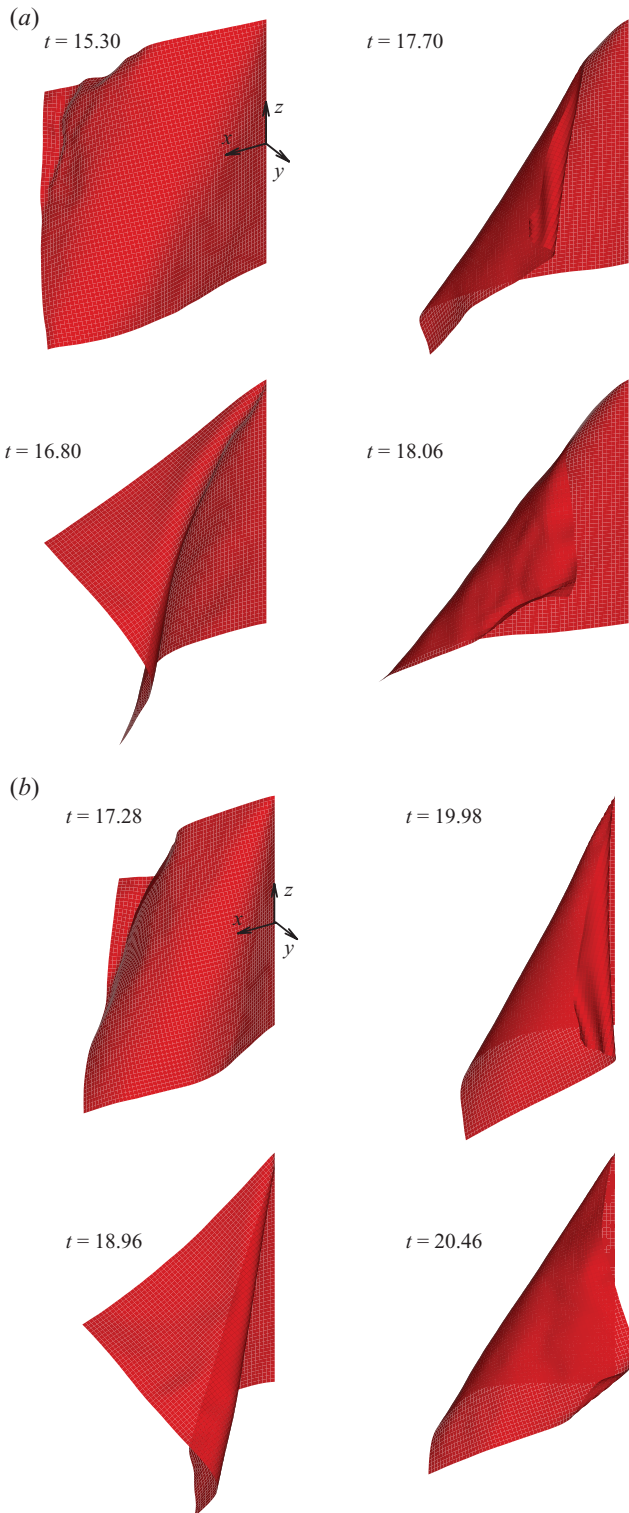 (a)
t = 15.30
t = 17.70
z
x
y
t = 16.80
t = 18.06
(b)
t = 17.28
t = 19.98
z
x
y
t = 18.96
t = 20.46